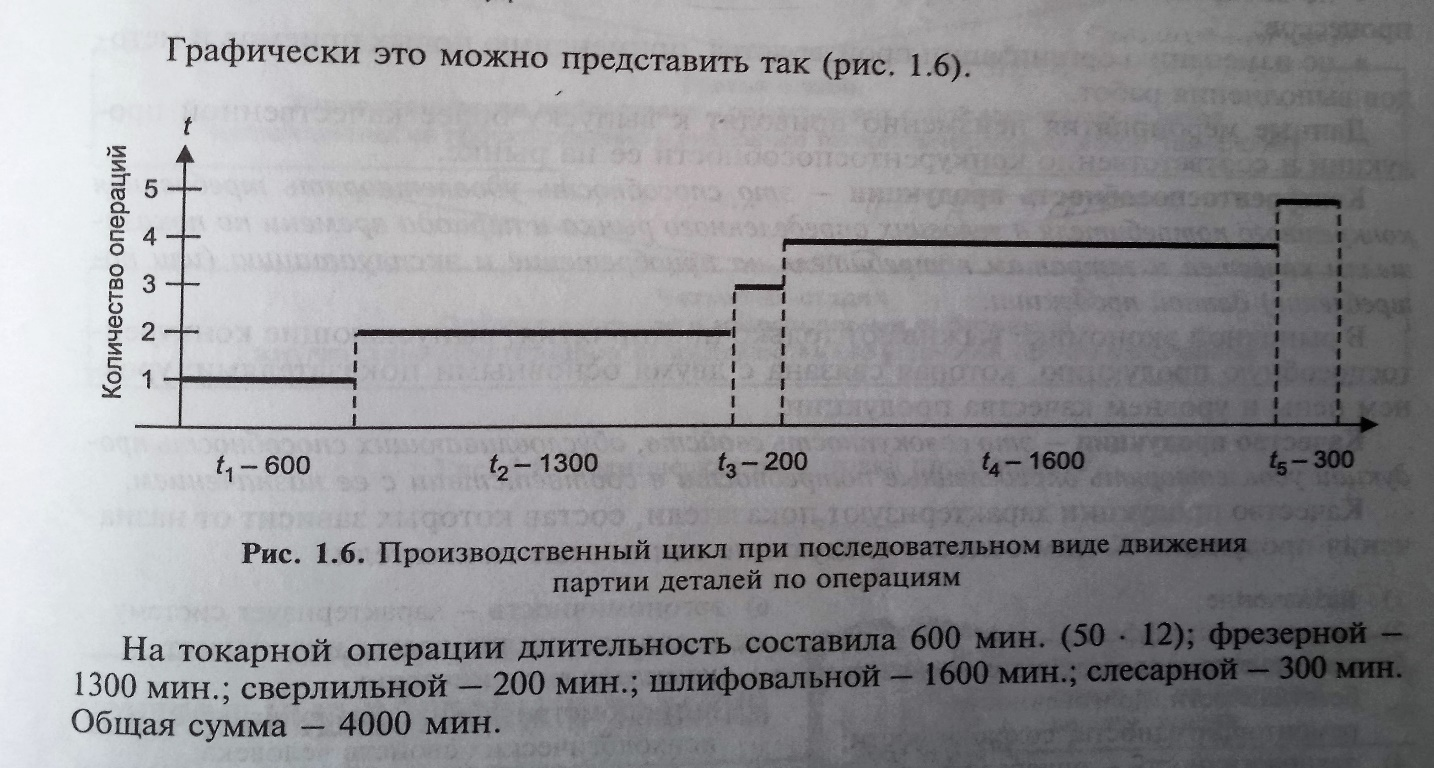 Графически это можно представить так (рис. 1.6).
t
Количество операций
5
4
3
2
1
t1 – 600
t2 – 1300
t3 – 200
t4 – 1600
t5 – 300
Рис. 1.6. Производственный цикл при последовательном виде движения
партии деталей по операциям
На токарной операции длительность составила 600 мин. (50 · 12); фрезерной –
1300 мин.; сверлильной – 200 мин.; шлифовальной – 1600 мин.; слесарной – 300 мин.
Общая сумма – 4000 мин.